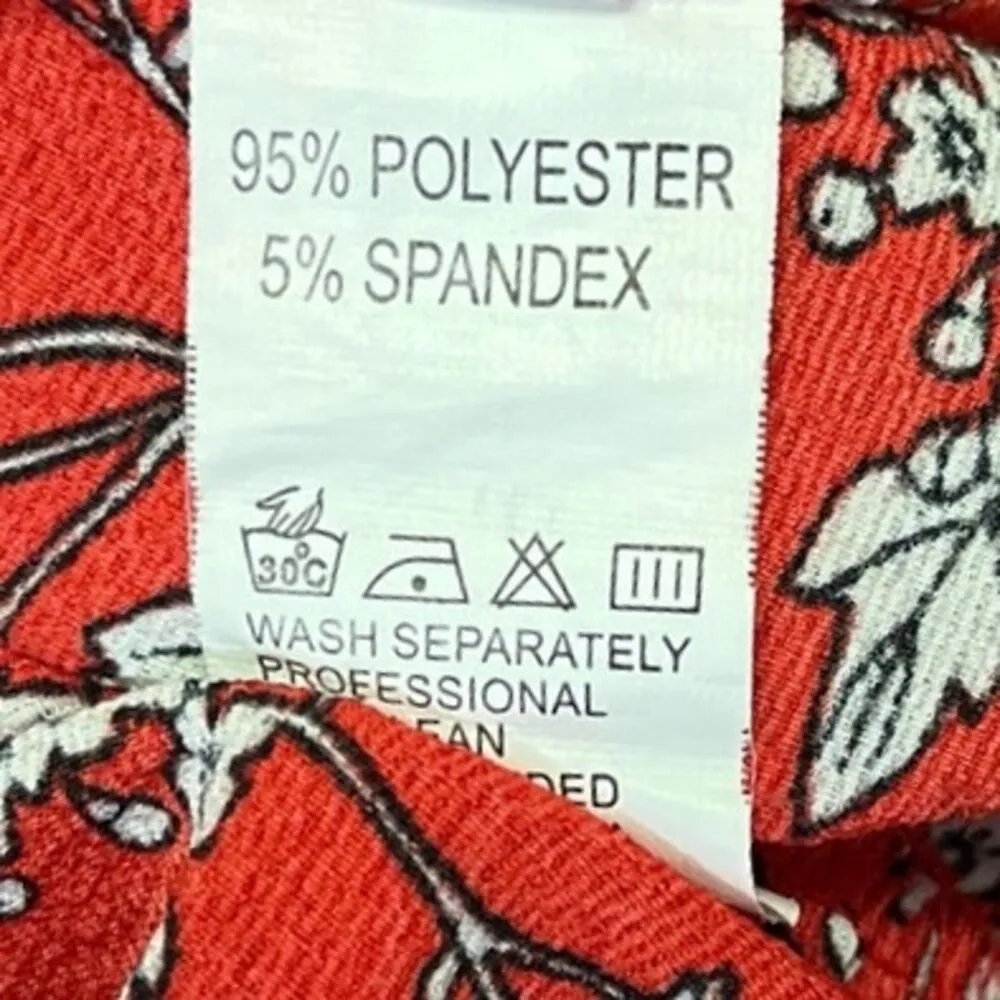 95% POLYESTER
5% SPANDEX
30°C
WASH SEPARATELY
PROFESSIONAL